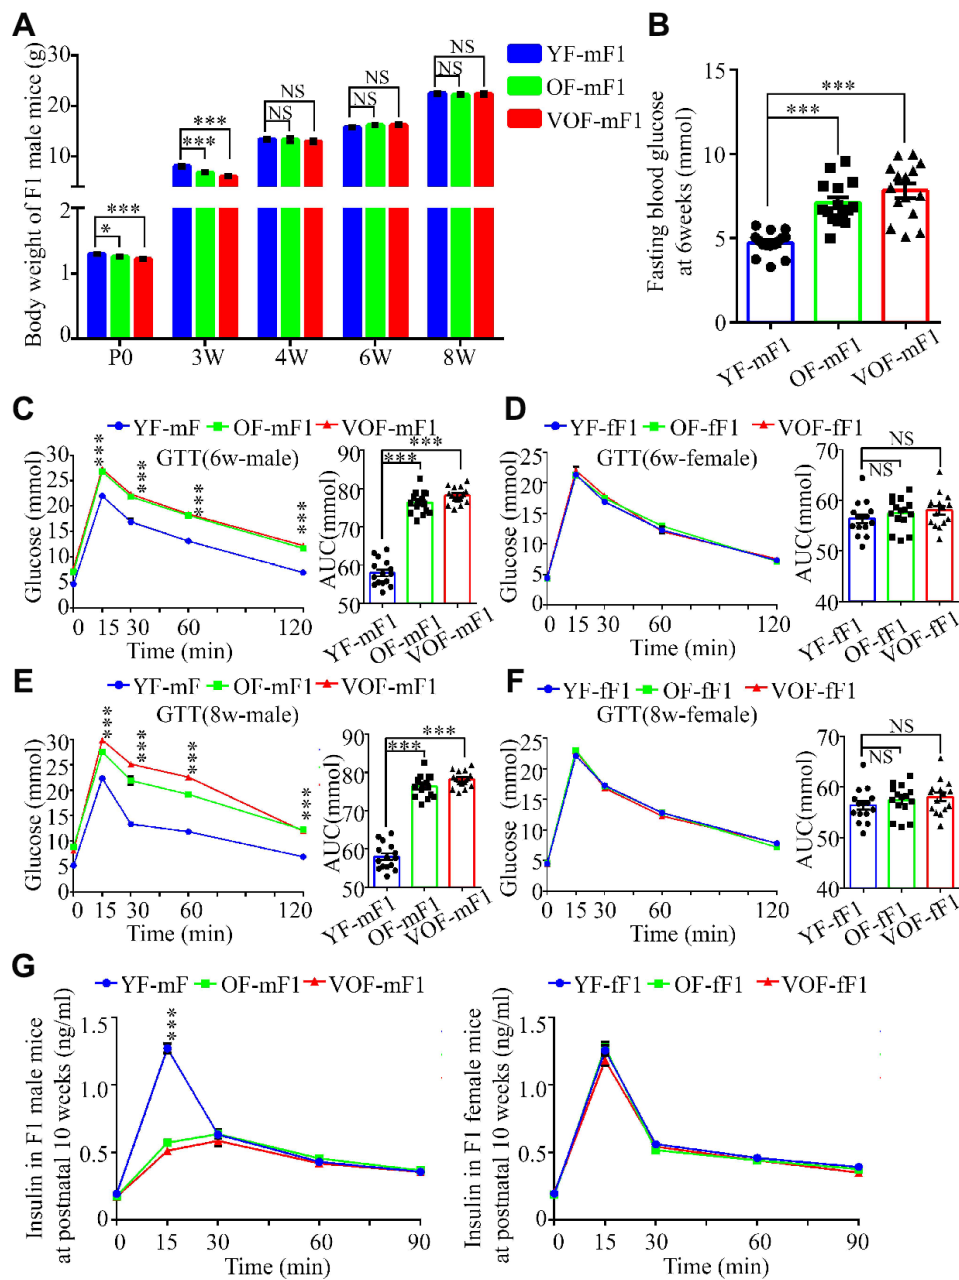 A
Body weight of F1 male mice (g)
30
20
10
2
1
0
P0
3W
4W
6W
8W
*
***
***
***
NS
NS
NS
NS
NS
NS
YF-mF1
OF-mF1
VOF-mF1
B
Fasting blood glucose
at 6weeks (mmol)
15
10
5
0
***
***
YF-mF1
OF-mF1
VOF-mF1
C
YF-mF
OF-mF1
VOF-mF1
GTT(6w-male)
Glucose (mmol)
30
25
20
15
10
5
0
***
***
***
***
0 15 30 60 120
Time (min)
AUC(mmol)
90
80
70
60
50
***
***
YF-mF1
OF-mF1
VOF-mF1
D
YF-fF1
OF-fF1
VOF-fF1
GTT(6w-female)
Glucose (mmol)
25
20
15
10
5
0
0 15 30 60 120
Time (min)
AUC(mmol)
70
60
50
40
NS
NS
YF-fF1
OF-fF1
VOF-fF1
E
YF-mF
OF-mF1
VOF-mF1
GTT(8w-male)
Glucose (mmol)
30
25
20
15
10
5
0
***
***
***
***
0 15 30 60 120
Time (min)
AUC(mmol)
90
80
70
60
50
***
***
YF-mF1
OF-mF1
VOF-mF1
F
YF-fF1
OF-fF1
VOF-fF1
GTT(8w-female)
Glucose (mmol)
25
20
15
10
5
0
0 15 30 60 120
Time (min)
AUC(mmol)
70
60
50
40
NS
NS
YF-fF1
OF-fF1
VOF-fF1
G
YF-mF
OF-mF1
VOF-mF1
Insulin in F1 male mice
at postnatal 10 weeks (ng/ml)
1.5
1.0
0.5
0
***
0 15 30 60 90
Time (min)
YF-fF1
OF-fF1
VOF-fF1
Insulin in F1 female mice
at postnatal 10 weeks (ng/ml)
1.5
1.0
0.5
0
0 15 30 60 90
Time (min)